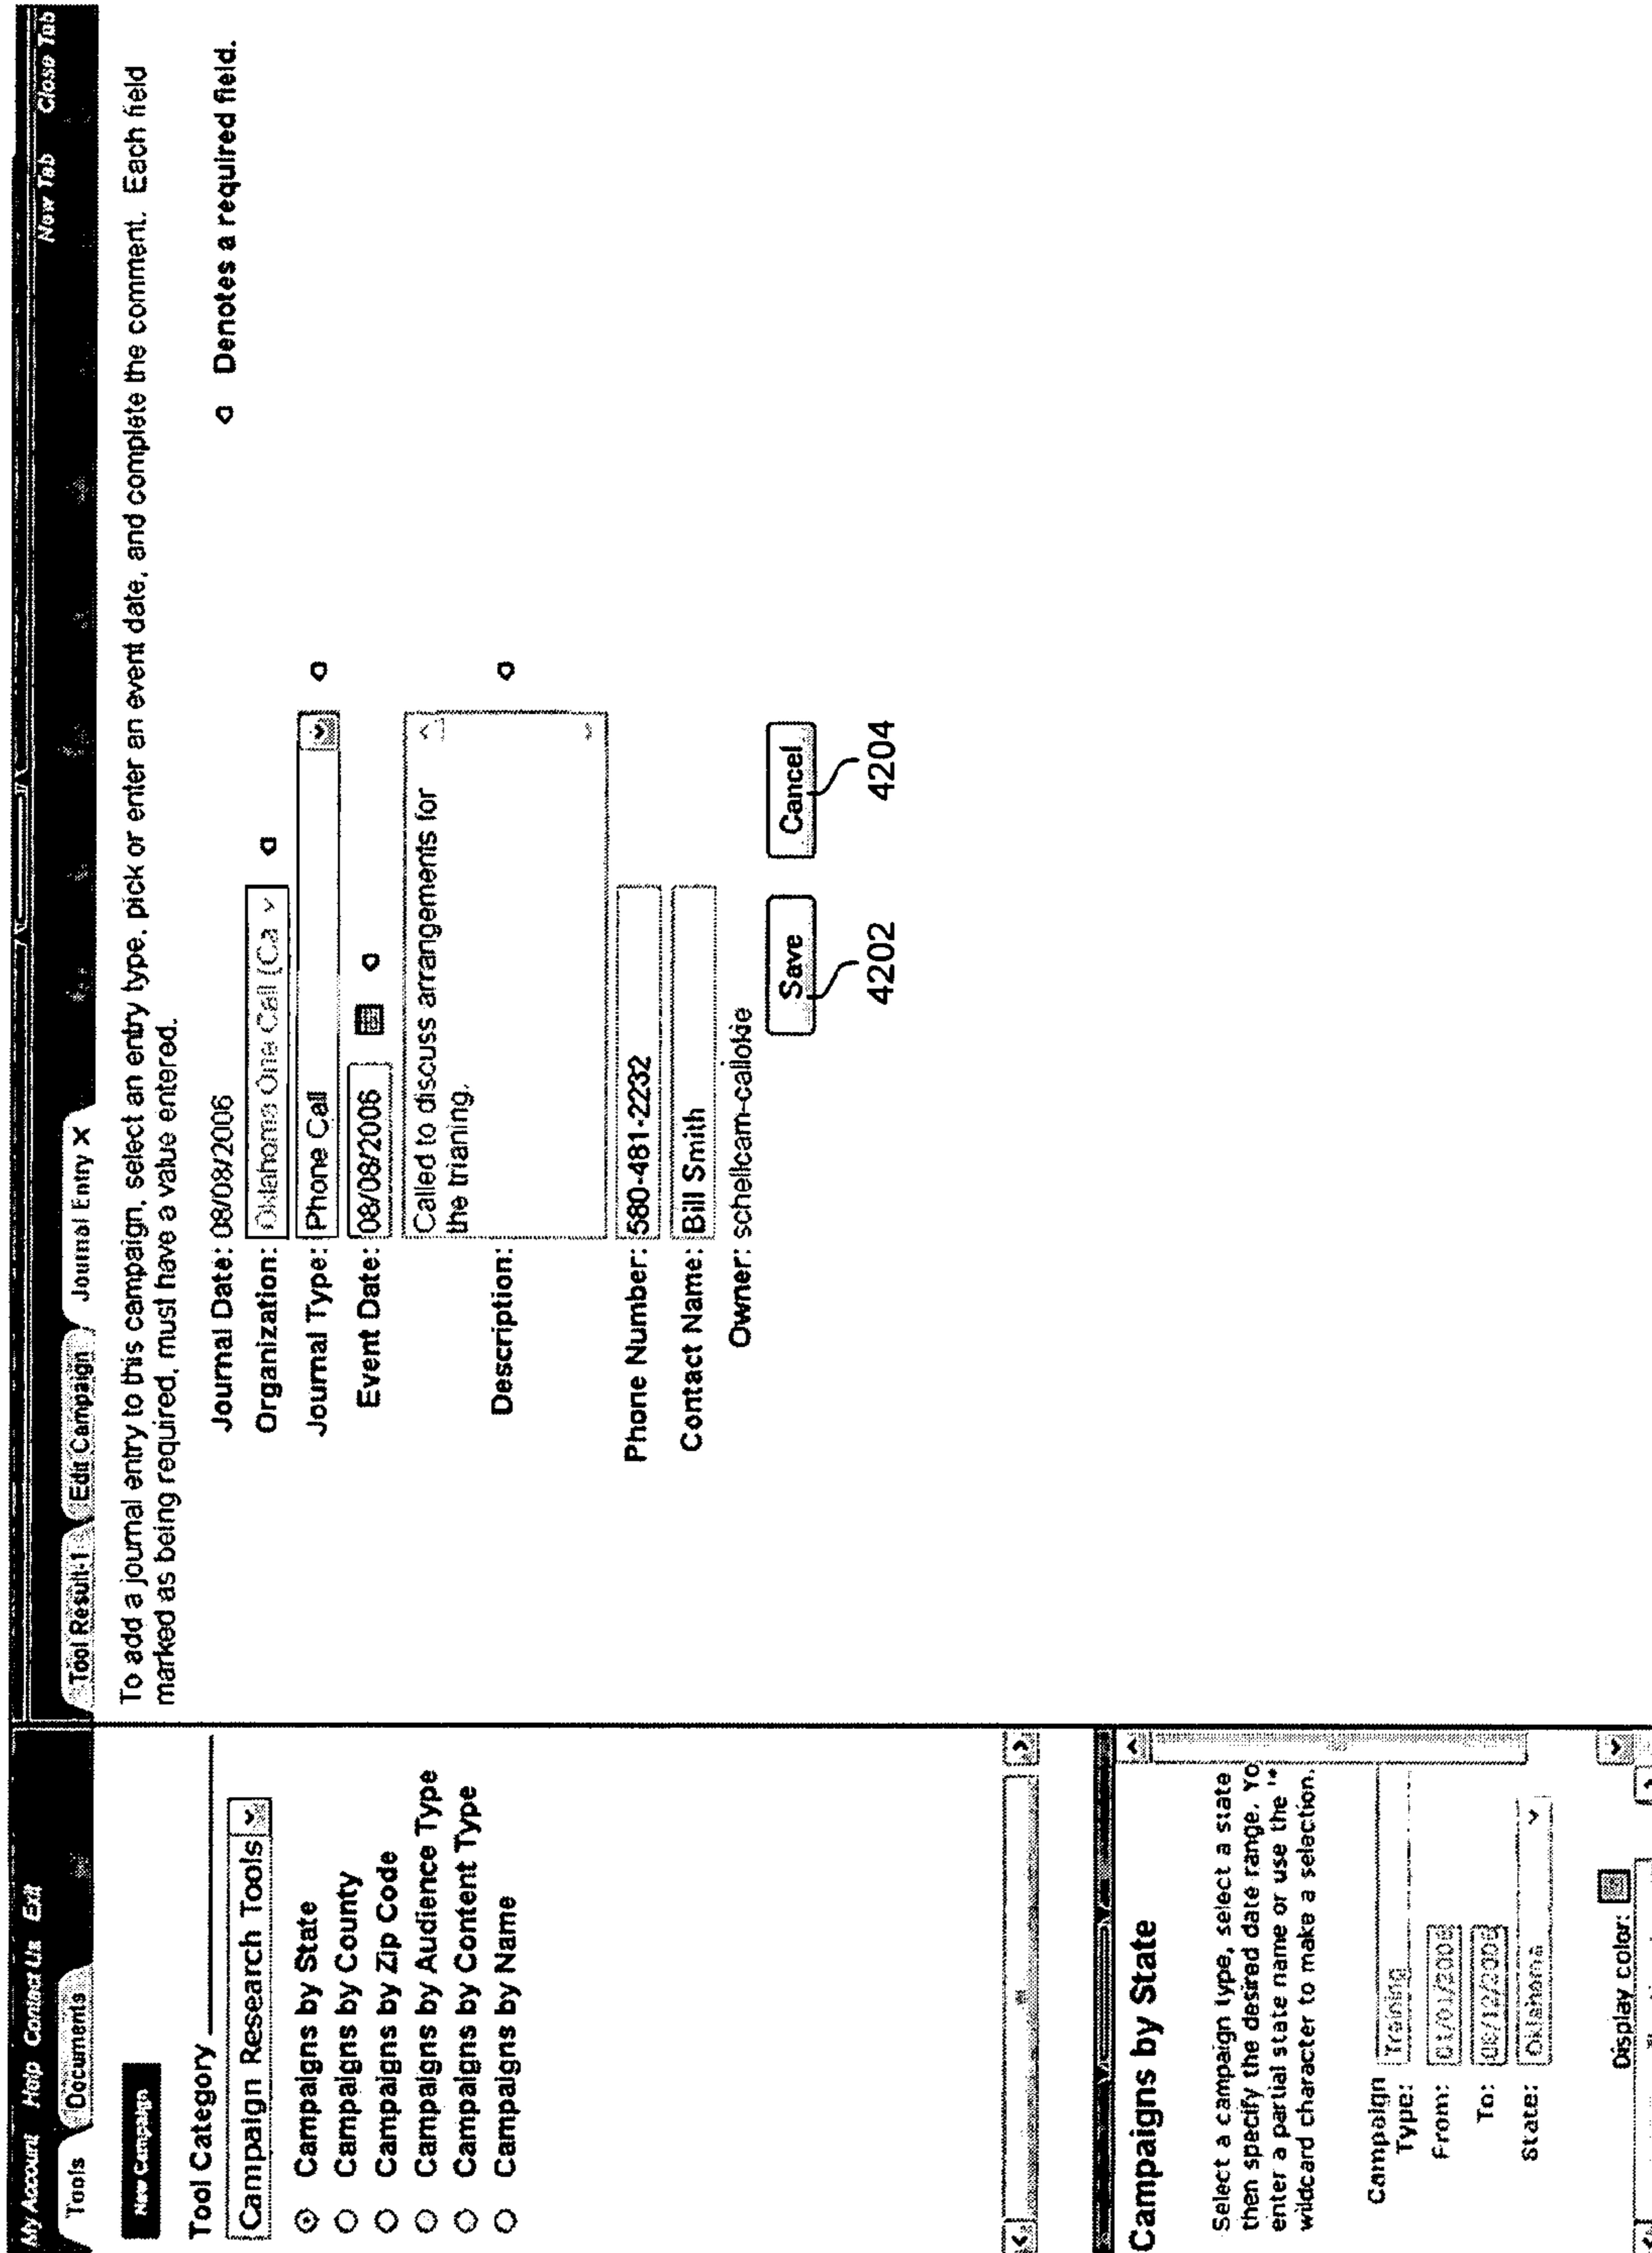 My Account Help Contact Us Exit
Tools Documents
New Campaign
Tool Category
Campaign Research Tools
Campaigns by State
Campaigns by County
Campaigns by Zip Code
Campaigns by Audience Type
Campaigns by Content Type
Campaigns by Name
Campaigns by State
Select a campaign type, select a state
then specify the desired date range. Yo
enter a partial state name or use the '*
wildcard character to make a selection.
Campaign
Type: Training
From: 01/01/2006
To:
State: Oklahoma
Display color:
New Tab Close Tab
Tool Result-1 Edit Campaign Journal Entry X
To add a journal entry to this campaign, select an entry type, pick or enter an event date, and complete the comment. Each field
marked as being required, must have a value entered.
Denotes a required field.
Journal Date: 08/08/2006
Organization: Oklahoma One Call (Ca
Journal Type: Phone Call
Event Date: 08/08/2006
Description: Called to discuss arrangements for
the trianing.
Phone Number: 580-481-2232
Contact Name: Bill Smith
Owner: schellcam-callokie
Save Cancel
4202 4204